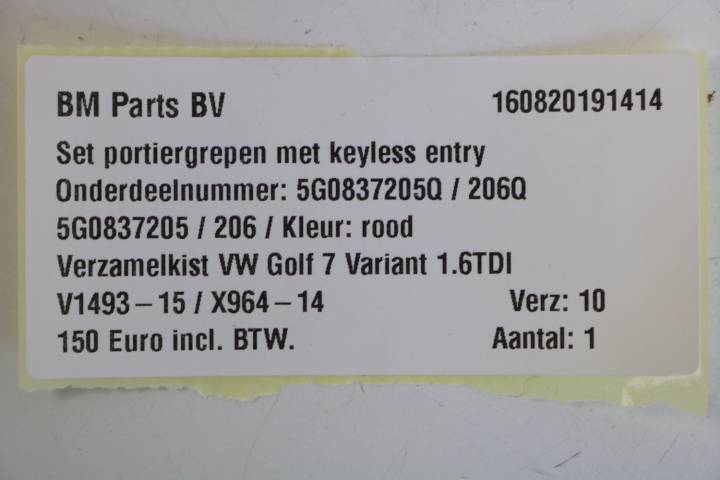 BM Parts BV 160820191414
Set portiergrepen met keyless entry
Onderdeelnummer: 5G0837205Q / 206Q
5G0837205 / 206 / Kleur: rood
Verzamelkist VW Golf 7 Variant 1.6TDI
V1493-15 / X964-14 Verz: 10
150 Euro incl. BTW. Aantal: 1